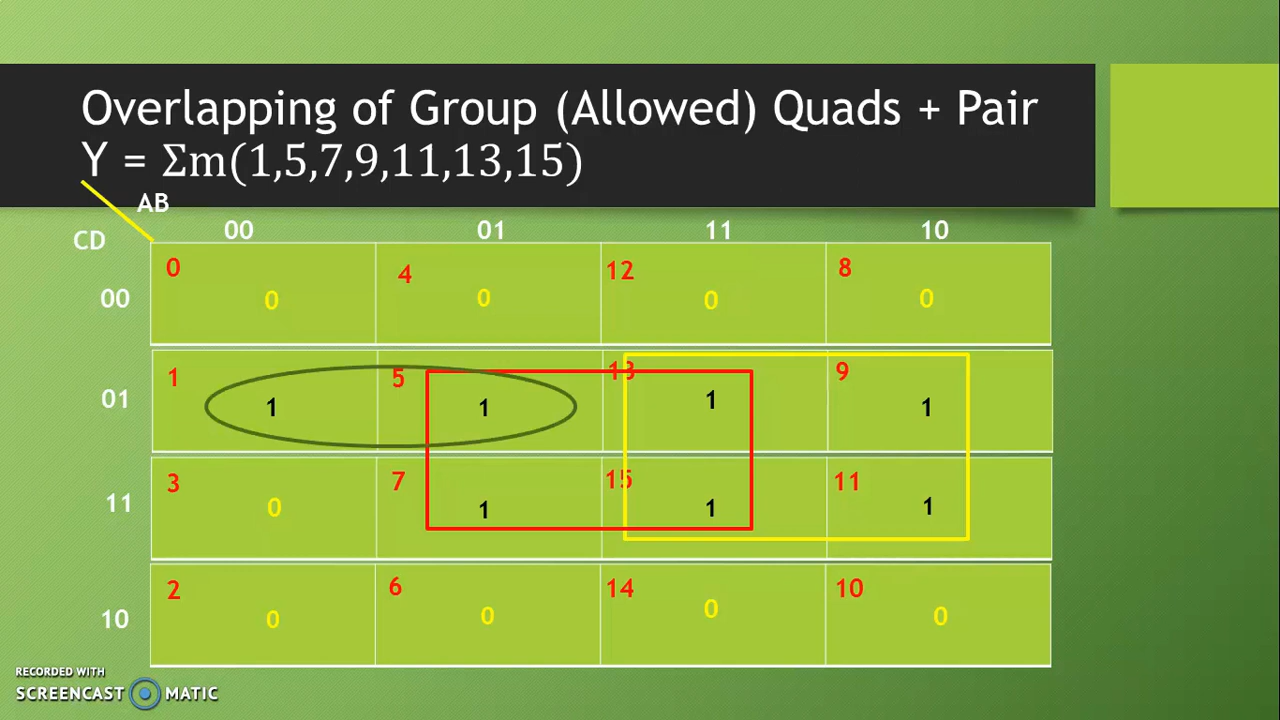 Overlapping of Group (Allowed) Quads + Pair
Y = Σm(1,5,7,9,11,13,15)
AB
CD
00 01 11 10
0 4 12 8
00 0 0 0 0
1 5 13 9
01 1 1 1 1
3 7 15 11
11 0 1 1 1
2 6 14 10
10 0 0 0 0
RECORDED WITH
SCREENCAST MATIC